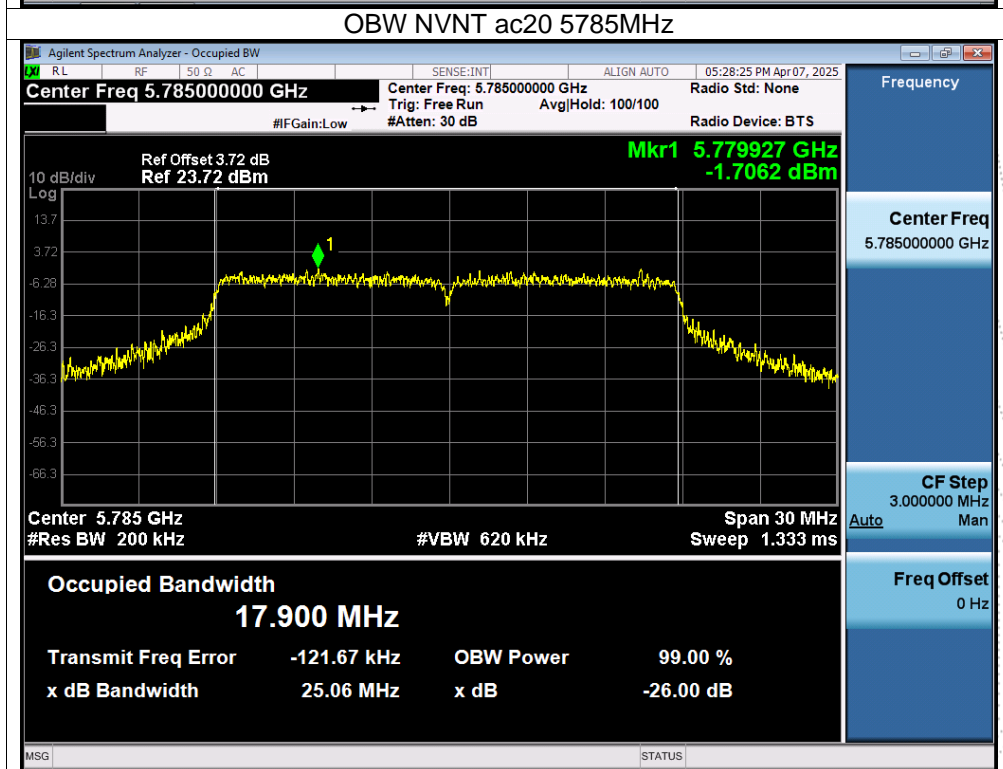 OBW NVNT ac20 5785MHz
Agilent Spectrum Analyzer - Occupied BW
LXI RL RF 50 Ω AC SENSE:INT ALIGN AUTO 05:28:25 PM Apr 07, 2025
Center Freq 5.785000000 GHz
Center Freq: 5.785000000 GHz
Radio Std: None
Trig: Free Run Avg|Hold: 100/100
#IFGain:Low
#Atten: 30 dB
Radio Device: BTS
Frequency
Mkr1 5.779927 GHz
-1.7062 dBm
Ref Offset 3.72 dB
10 dB/div Ref 23.72 dBm
Log
13.7
3.72
-6.28
-16.3
-26.3
-36.3
-46.3
-56.3
-66.3
1
Center Freq
5.785000000 GHz
Center 5.785 GHz Span 30 MHz
#Res BW 200 kHz #VBW 620 kHz Sweep 1.333 ms
CF Step
3.000000 MHz
Auto Man
Occupied Bandwidth
17.900 MHz
Transmit Freq Error -121.67 kHz OBW Power 99.00 %
x dB Bandwidth 25.06 MHz x dB -26.00 dB
Freq Offset
0 Hz
MSG STATUS